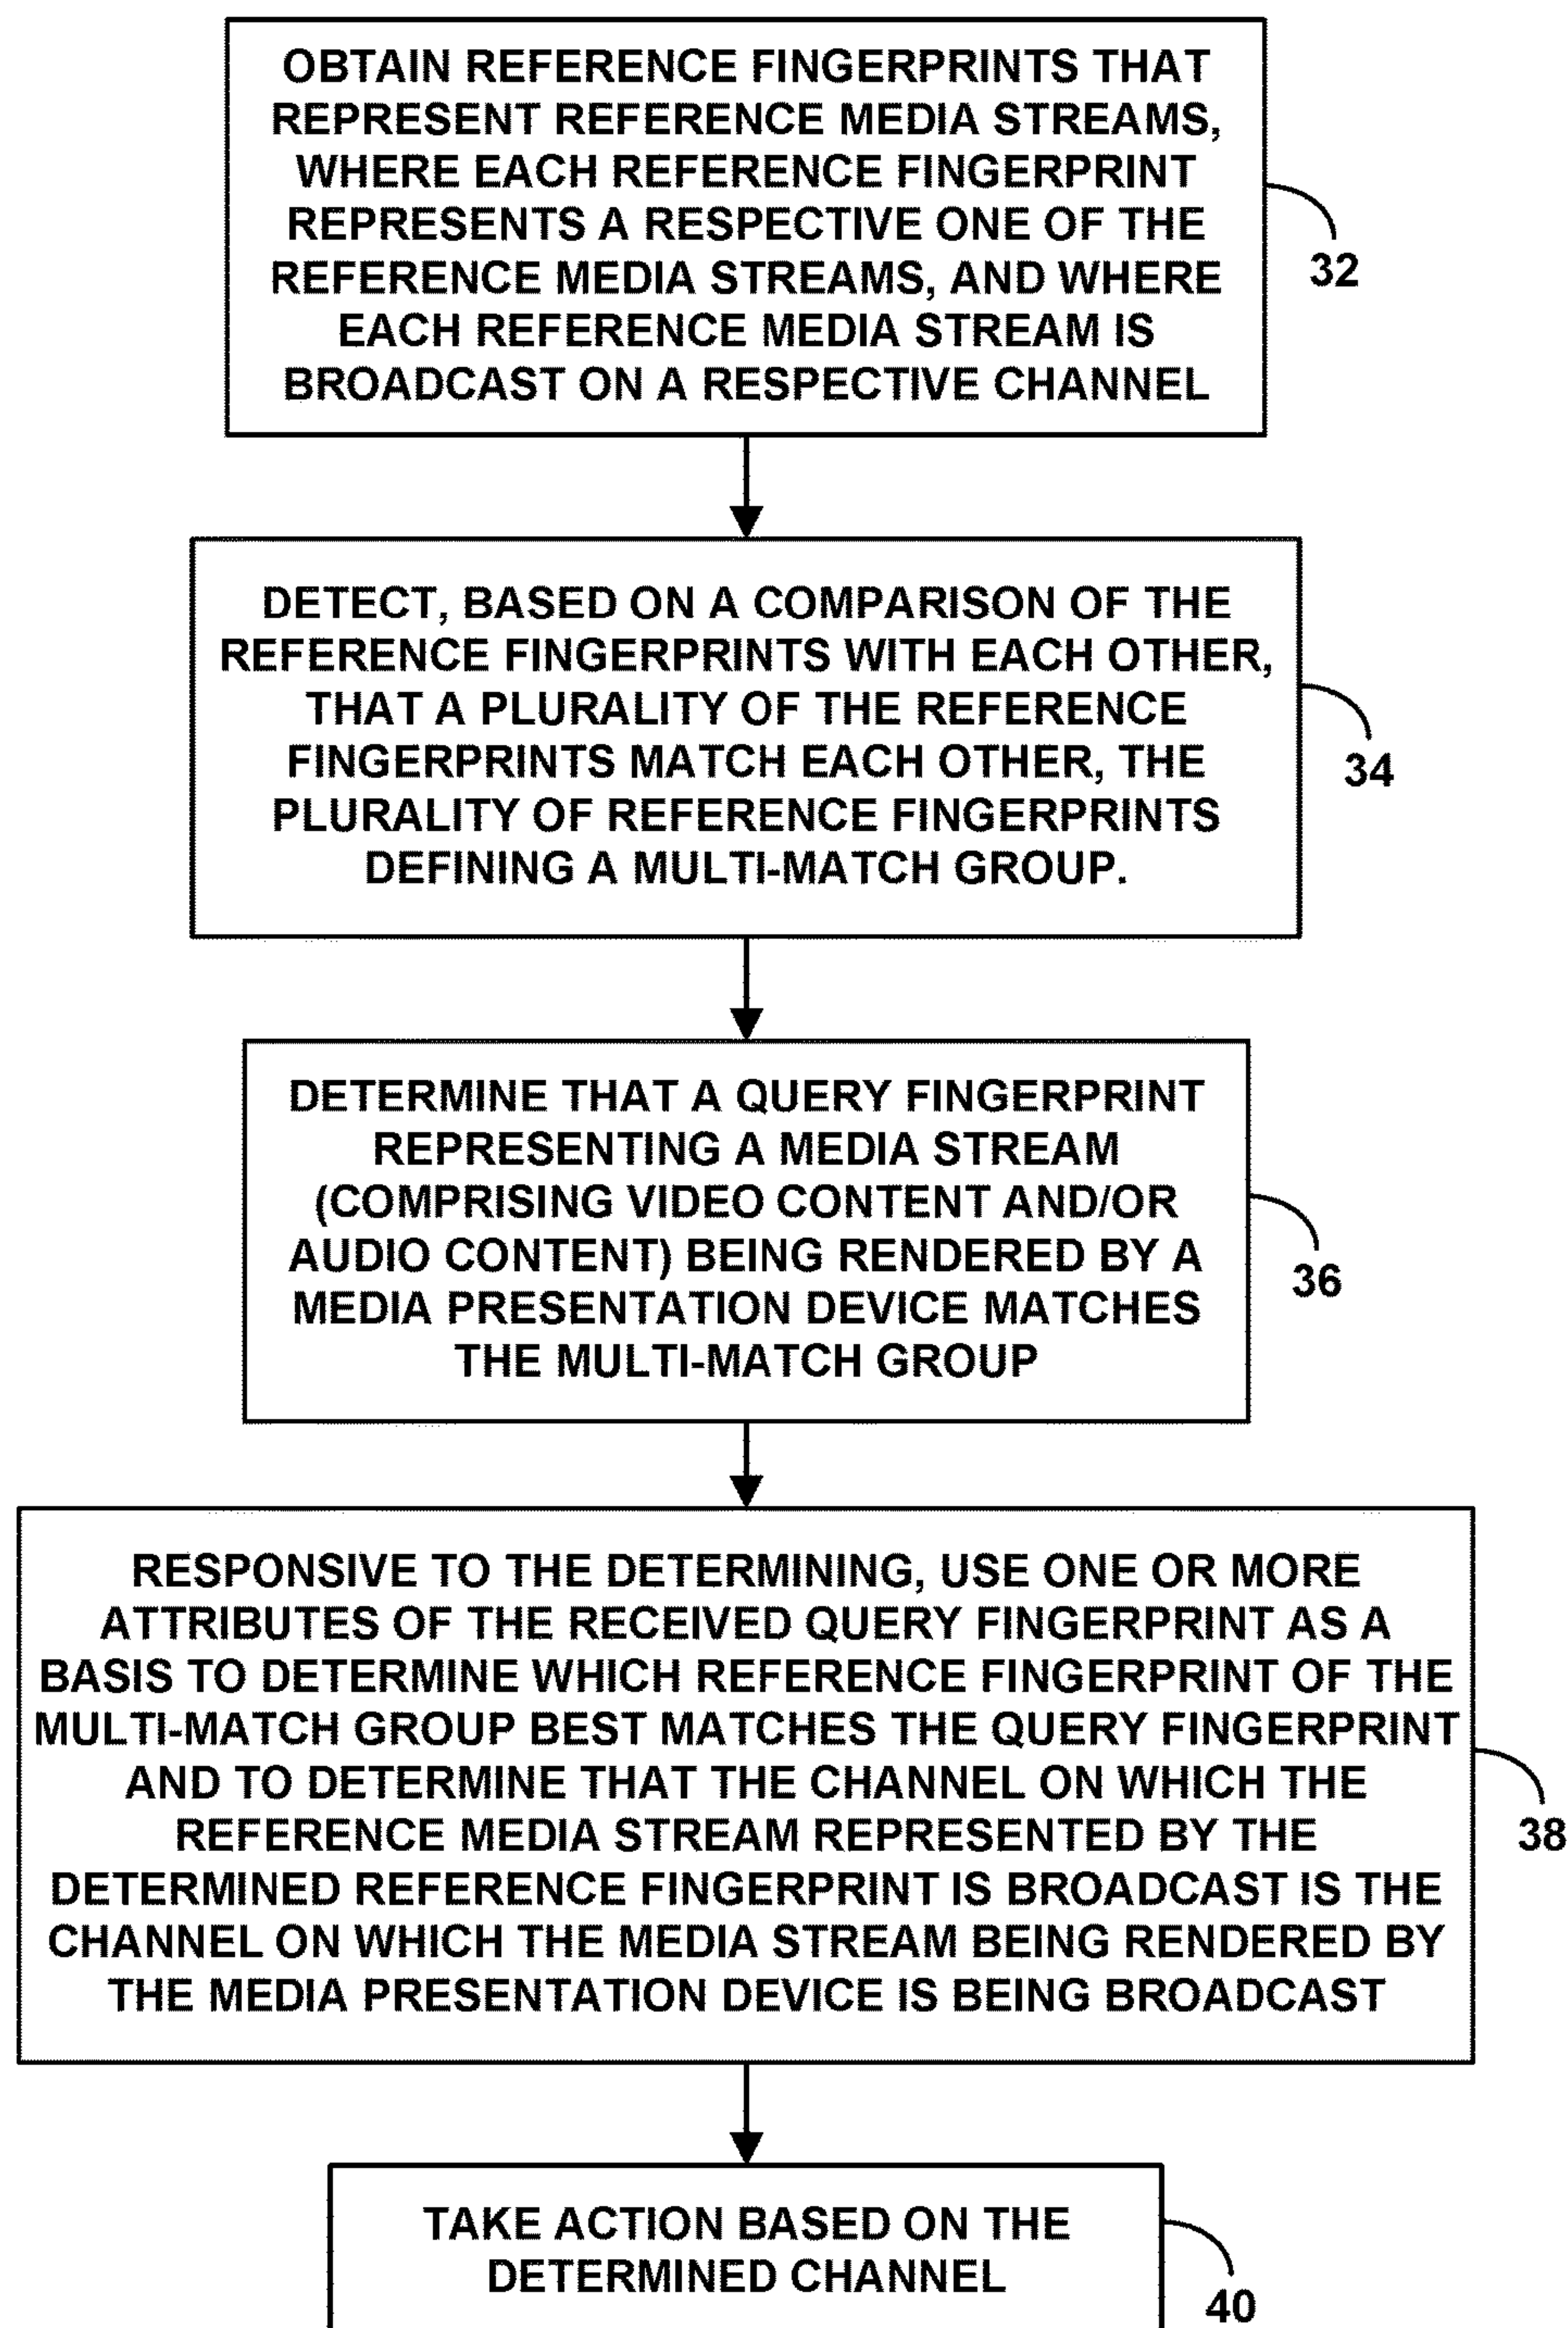 OBTAIN REFERENCE FINGERPRINTS THAT
REPRESENT REFERENCE MEDIA STREAMS,
WHERE EACH REFERENCE FINGERPRINT
REPRESENTS A RESPECTIVE ONE OF THE
REFERENCE MEDIA STREAMS, AND WHERE
EACH REFERENCE MEDIA STREAM IS
BROADCAST ON A RESPECTIVE CHANNEL
32
DETECT, BASED ON A COMPARISON OF THE
REFERENCE FINGERPRINTS WITH EACH OTHER,
THAT A PLURALITY OF THE REFERENCE
FINGERPRINTS MATCH EACH OTHER, THE
PLURALITY OF REFERENCE FINGERPRINTS
DEFINING A MULTI-MATCH GROUP.
34
DETERMINE THAT A QUERY FINGERPRINT
REPRESENTING A MEDIA STREAM
(COMPRISING VIDEO CONTENT AND/OR
AUDIO CONTENT) BEING RENDERED BY A
MEDIA PRESENTATION DEVICE MATCHES
THE MULTI-MATCH GROUP
36
RESPONSIVE TO THE DETERMINING, USE ONE OR MORE
ATTRIBUTES OF THE RECEIVED QUERY FINGERPRINT AS A
BASIS TO DETERMINE WHICH REFERENCE FINGERPRINT OF THE
MULTI-MATCH GROUP BEST MATCHES THE QUERY FINGERPRINT
AND TO DETERMINE THAT THE CHANNEL ON WHICH THE
REFERENCE MEDIA STREAM REPRESENTED BY THE
DETERMINED REFERENCE FINGERPRINT IS BROADCAST IS THE
CHANNEL ON WHICH THE MEDIA STREAM BEING RENDERED BY
THE MEDIA PRESENTATION DEVICE IS BEING BROADCAST
38
TAKE ACTION BASED ON THE
DETERMINED CHANNEL
40